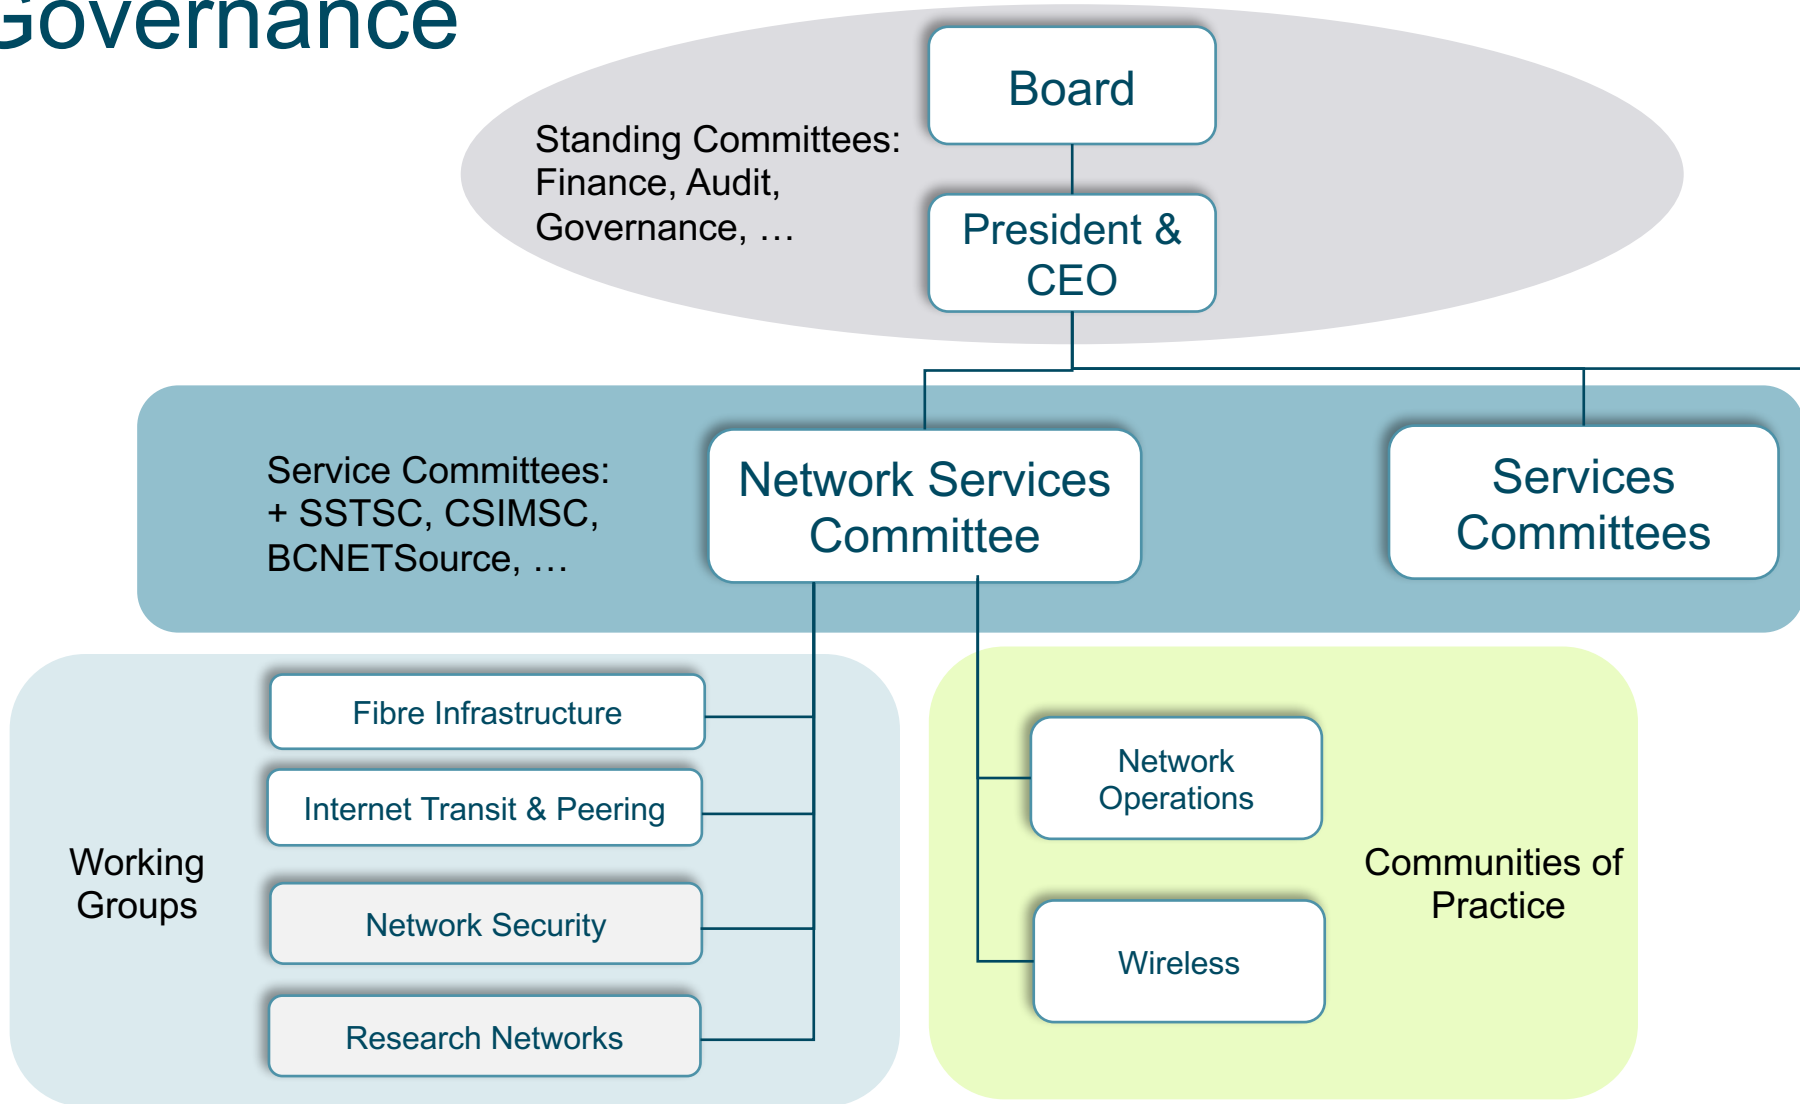 Governance
Board
Standing Committees:
Finance, Audit,
Governance, …
President &
CEO
Service Committees:
+ SSTSC, CSIMSC,
BCNETSource, …
Network Services
Committee
Services
Committees
Working
Groups
Fibre Infrastructure
Internet Transit & Peering
Network Security
Research Networks
Network
Operations
Wireless
Communities of
Practice